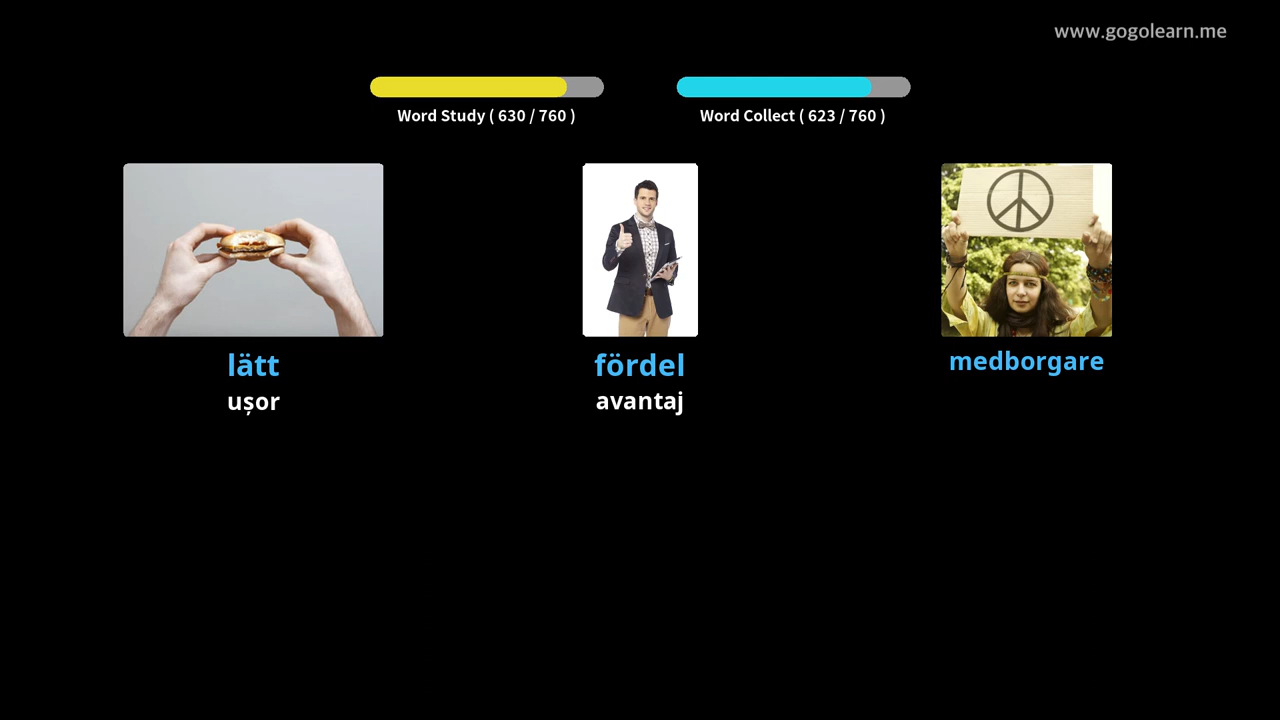 www.gogolearn.me
Word Study ( 630 / 760 )
Word Collect ( 623 / 760 )
lätt
ușor
fördel
avantaj
medborgare